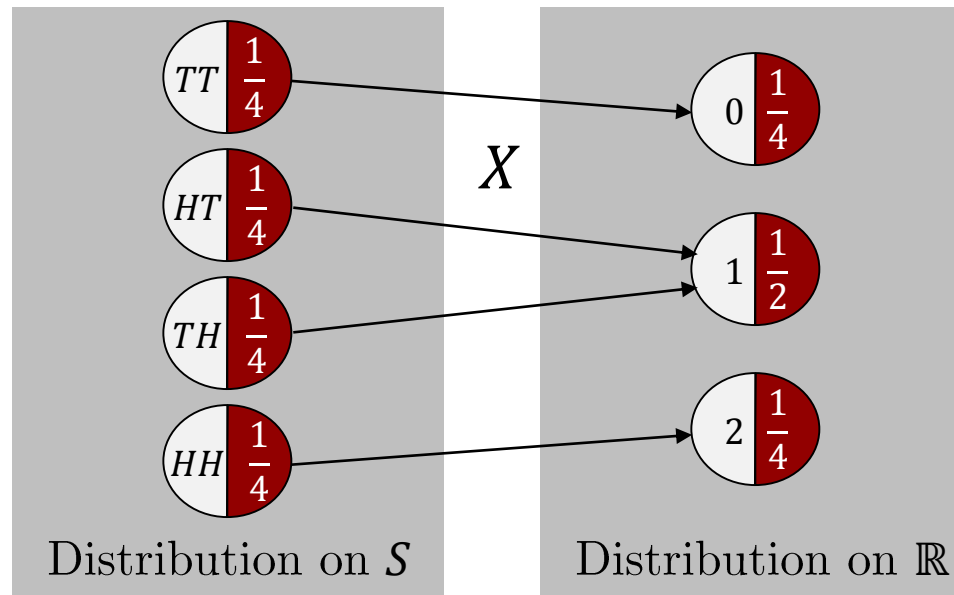 TT 1/4
HT 1/4
TH 1/4
HH 1/4
Distribution on S
X
0 1/4
1 1/2
2 1/4
Distribution on ℝ